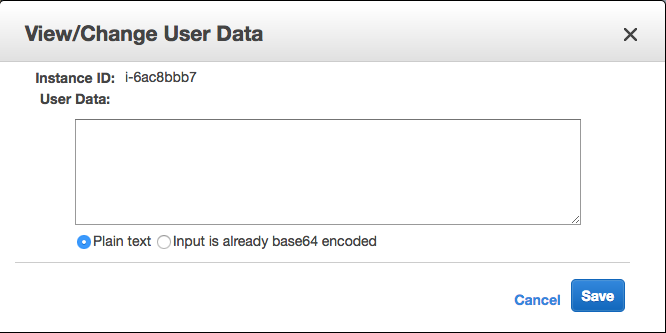 View/Change User Data
Instance ID: i-6ac8bbb7
User Data:
Plain text Input is already base64 encoded
Cancel Save